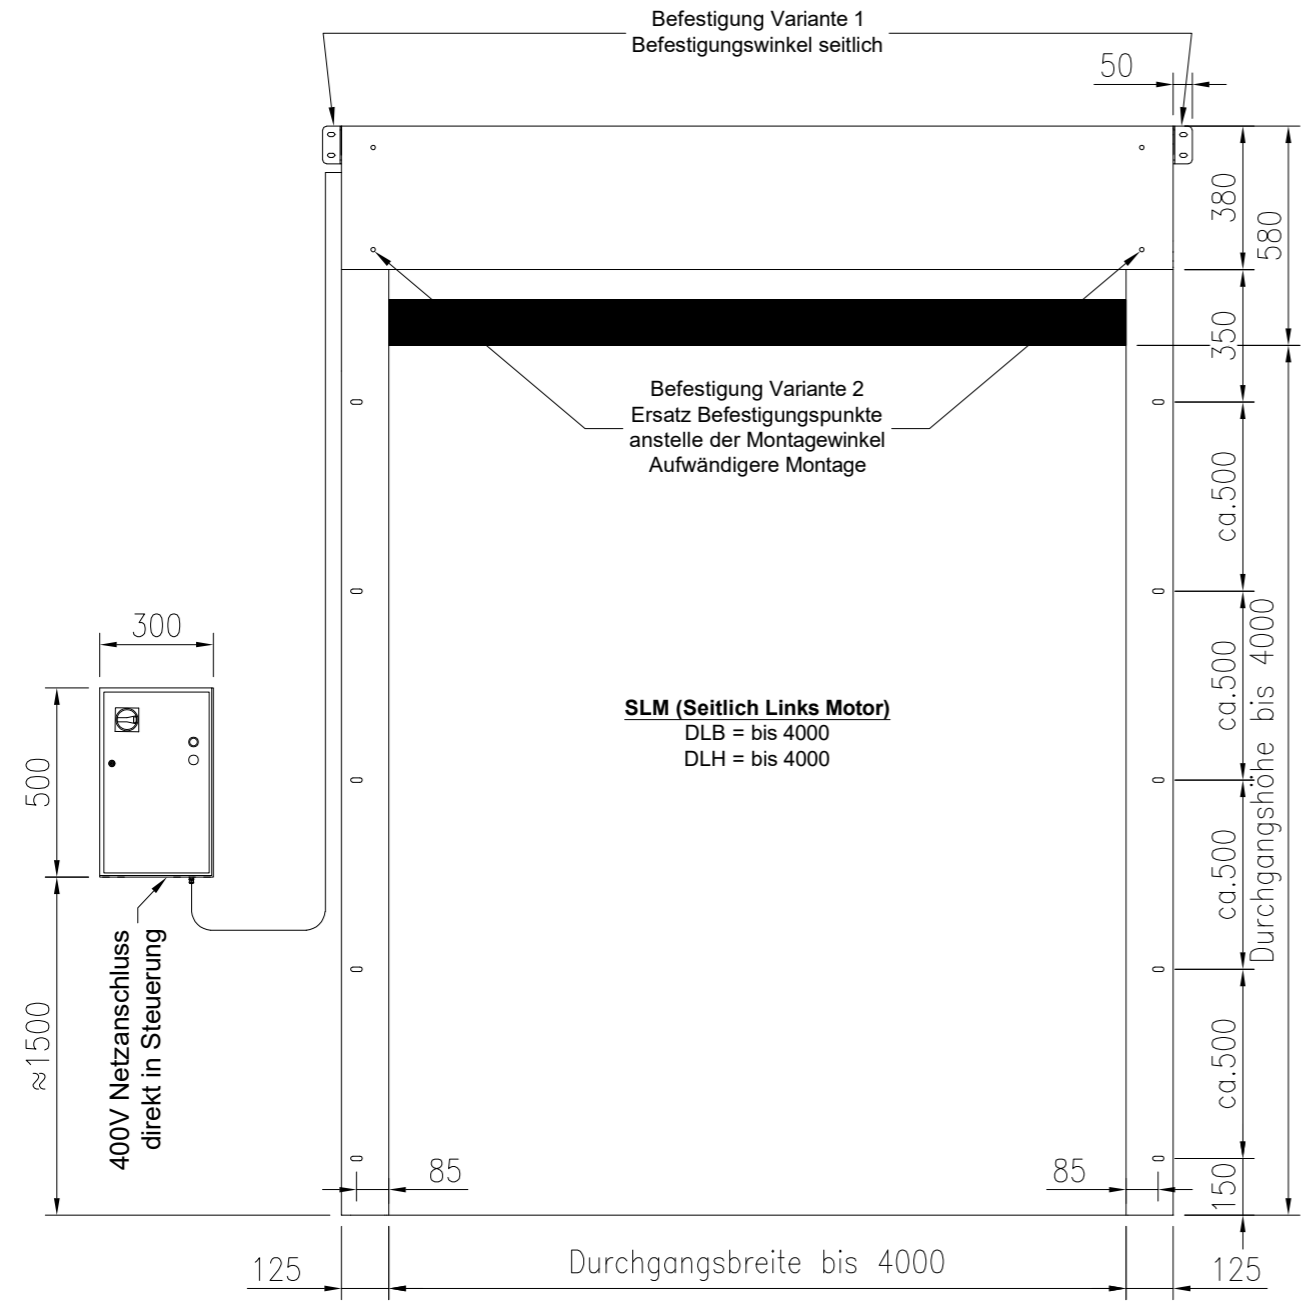 Befestigung Variante 1
Befestigungswinkel seitlich
50
380
580
350
Befestigung Variante 2
Ersatz Befestigungspunkte
anstelle der Montagewinkel
Aufwändigere Montage
ca.500
ca.500
ca.500
ca.500
Durchgangshöhe bis 4000
300
500
SLM (Seitlich Links Motor)
DLB = bis 4000
DLH = bis 4000
400V Netzanschluss
direkt in Steuerung
≈1500
85
85
150
125
Durchgangsbreite bis 4000
125